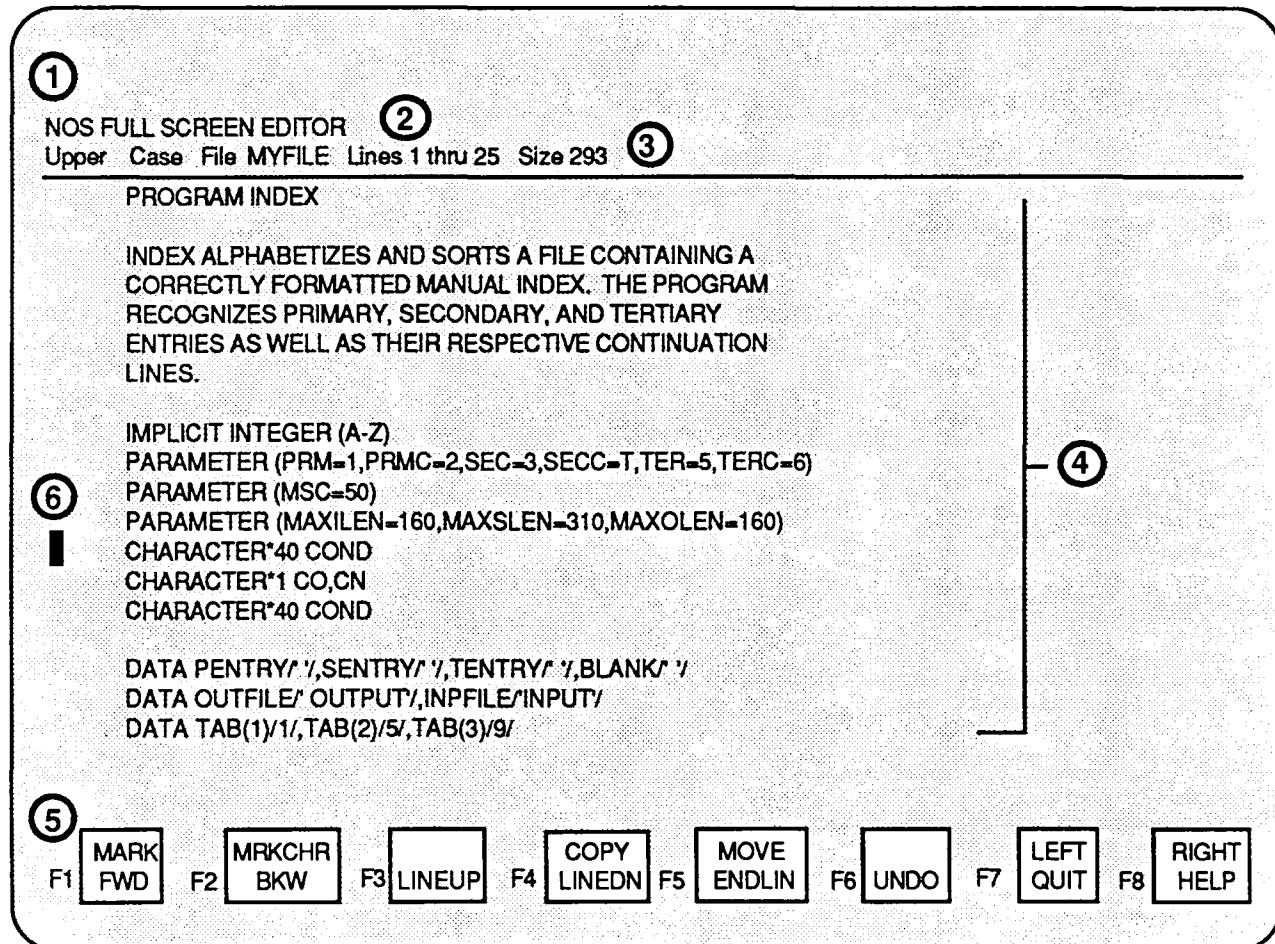 1
NOS FULL SCREEN EDITOR 2
Upper Case File MYFILE Lines 1 thru 25 Size 293 3
PROGRAM INDEX
INDEX ALPHABETIZES AND SORTS A FILE CONTAINING A
CORRECTLY FORMATTED MANUAL INDEX. THE PROGRAM
RECOGNIZES PRIMARY, SECONDARY, AND TERTIARY
ENTRIES AS WELL AS THEIR RESPECTIVE CONTINUATION
LINES.
IMPLICIT INTEGER (A-Z)
PARAMETER (PRM=1,PRMC=2,SEC=3,SECC=T,TER=5,TERC=6)
4
6
PARAMETER (MSC=50)
PARAMETER (MAXILEN=160,MAXSLEN=310,MAXOLEN=160)
CHARACTER*40 COND
CHARACTER*1 CO,CN
CHARACTER*40 COND
DATA PENTRY/' '/,SENTRY/' '/,TENTRY/' '/,BLANK/' '/
DATA OUTFILE/' OUTPUT'/,INPFILE/'INPUT'/
DATA TAB(1)/1/,TAB(2)/5/,TAB(3)/9/
5
MARK MRKCHR COPY MOVE LEFT RIGHT
F1 FWD F2 BKW F3 LINEUP F4 LINEDN F5 ENDLIN F6 UNDO F7 QUIT F8 HELP